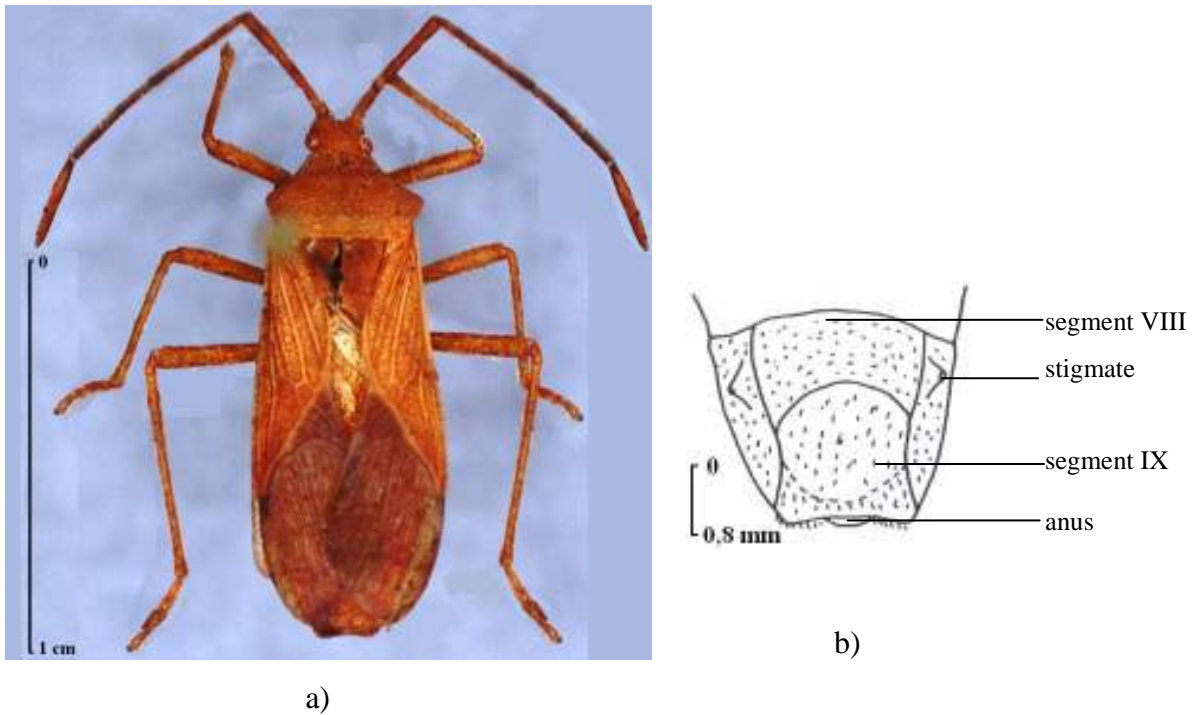 0
1 cm
a)
segment VIII
stigmate
segment IX
anus
0
0,8 mm
b)